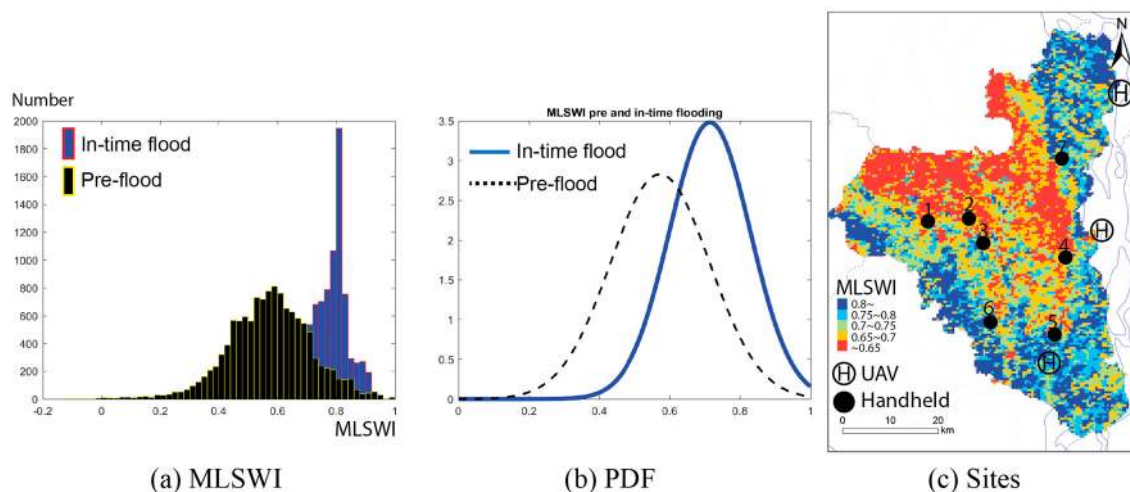 Number
2000
1800
1600
1400
1200
1000
800
600
400
200
0
-0.2 0 0.2 0.4 0.6 0.8 1
MLSWI
In-time flood
Pre-flood
(a) MLSWI
MLSWI pre and in-time flooding
3.5
3
2.5
2
1.5
1
0.5
0
0 0.2 0.4 0.6 0.8 1
In-time flood
Pre-flood
(b) PDF
N
H
7
1 2
3
H
4
6
5
H
MLSWI
0.8~
0.75~0.8
0.7~0.75
0.65~0.7
~0.65
H UAV
Handheld
0 10 20
km
(c) Sites